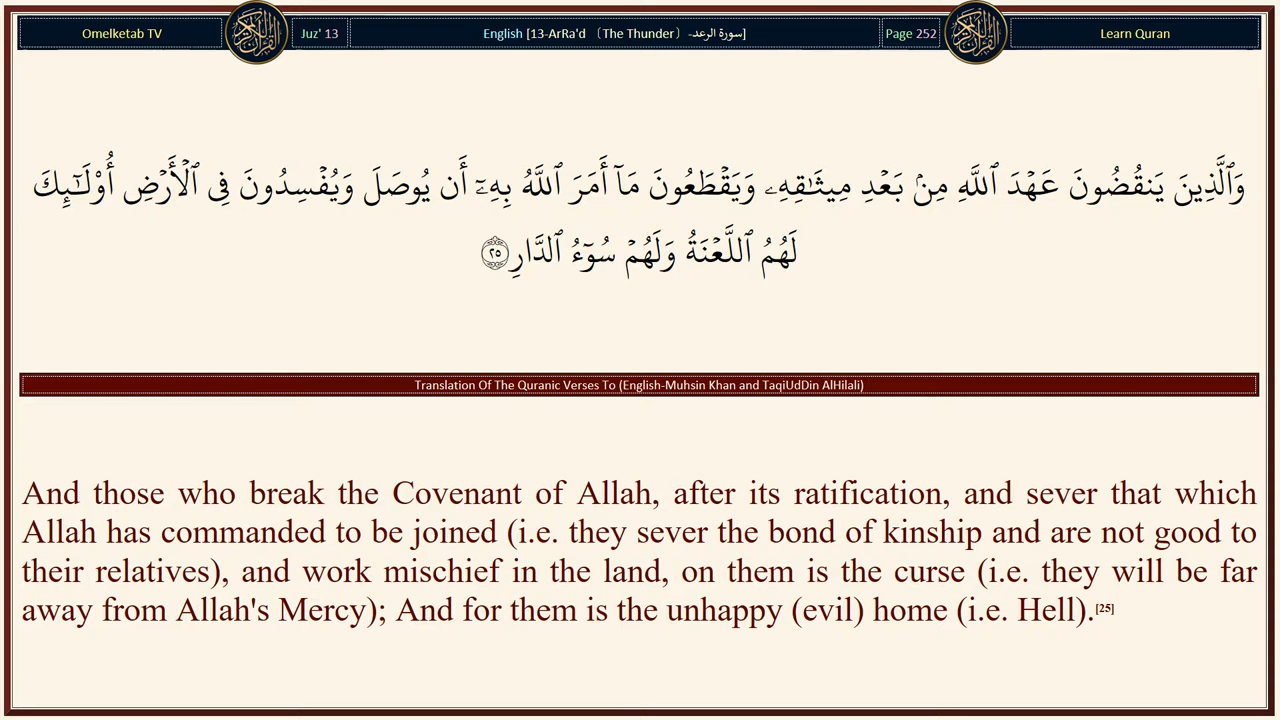 Omelketab TV
Juz' 13
English [13-ArRa'd （The Thunder）-سورة الرعد]
Page 252
Learn Quran
وَٱلَّذِينَ يَنقُضُونَ عَهۡدَ ٱللَّهِ مِنۢ بَعۡدِ مِيثَٰقِهِۦ وَيَقۡطَعُونَ مَآ أَمَرَ ٱللَّهُ بِهِۦٓ أَن يُوصَلَ وَيُفۡسِدُونَ فِي ٱلۡأَرۡضِ أُوْلَٰٓئِكَ
لَهُمُ ٱللَّعۡنَةُ وَلَهُمۡ سُوٓءُ ٱلدَّارِ ٢٥
Translation Of The Quranic Verses To (English-Muhsin Khan and TaqiUdDin AlHilali)
And those who break the Covenant of Allah, after its ratification, and sever that which
Allah has commanded to be joined (i.e. they sever the bond of kinship and are not good to
their relatives), and work mischief in the land, on them is the curse (i.e. they will be far
away from Allah's Mercy); And for them is the unhappy (evil) home (i.e. Hell).[25]